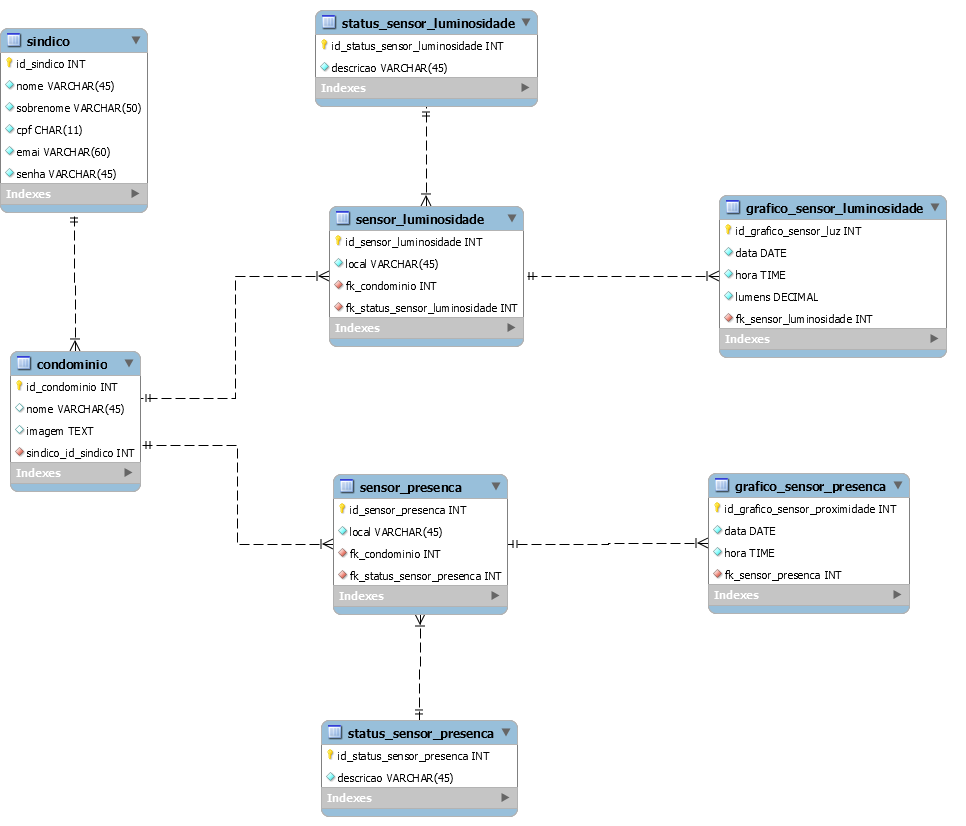 sindico
id_sindico INT
nome VARCHAR(45)
sobrenome VARCHAR(50)
cpf CHAR(11)
emai VARCHAR(60)
senha VARCHAR(45)
Indexes
status_sensor_luminosidade
id_status_sensor_luminosidade INT
descricao VARCHAR(45)
Indexes
sensor_luminosidade
id_sensor_luminosidade INT
local VARCHAR(45)
fk_condominio INT
fk_status_sensor_luminosidade INT
Indexes
grafico_sensor_luminosidade
id_grafico_sensor_luz INT
data DATE
hora TIME
lumens DECIMAL
fk_sensor_luminosidade INT
Indexes
condominio
id_condominio INT
nome VARCHAR(45)
imagem TEXT
sindico_id_sindico INT
Indexes
sensor_presenca
id_sensor_presenca INT
local VARCHAR(45)
fk_condominio INT
fk_status_sensor_presenca INT
Indexes
grafico_sensor_presenca
id_grafico_sensor_proximidade INT
data DATE
hora TIME
fk_sensor_presenca INT
Indexes
status_sensor_presenca
id_status_sensor_presenca INT
descricao VARCHAR(45)
Indexes